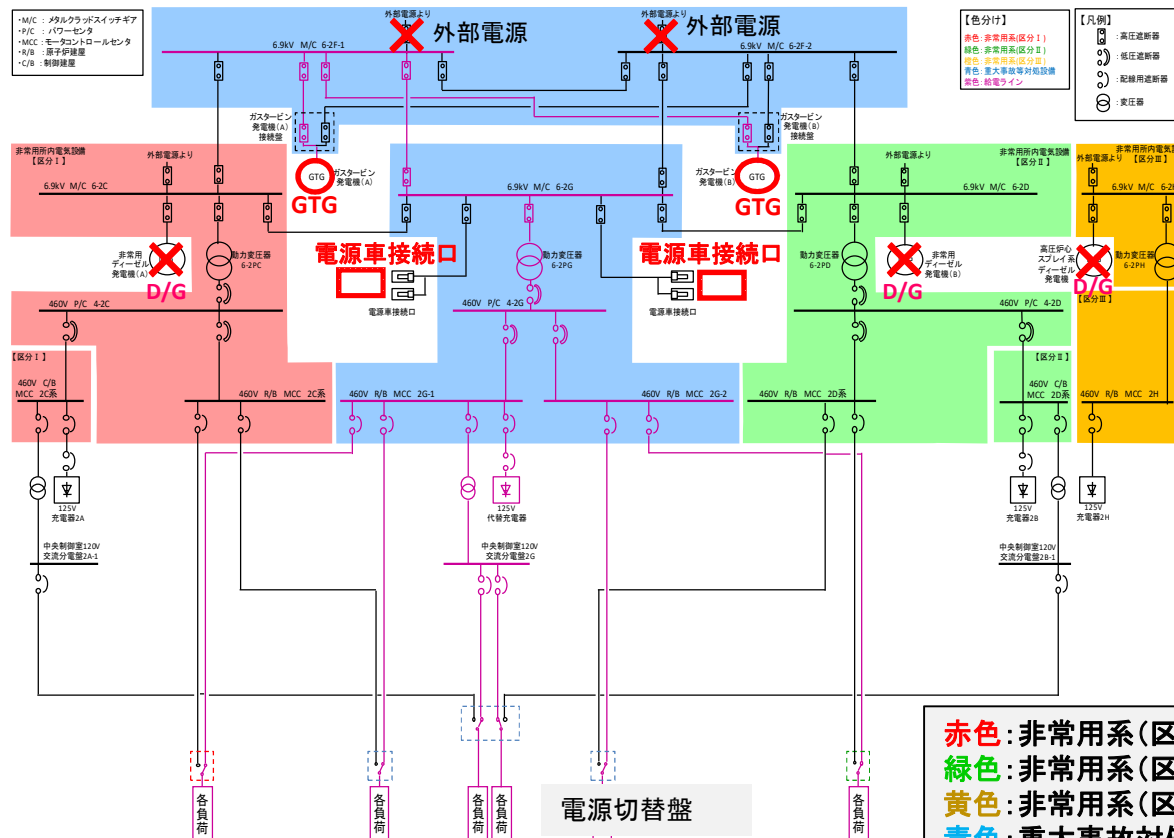 ・M/C : メタルクラッドスイッチギア
・P/C : パワーセンタ
・MCC : モータコントロールセンタ
・R/B : 原子炉建屋
・C/B : 制御建屋
外部電源より
外部電源
外部電源より
外部電源
6.9kV M/C 6-2F-1
6.9kV M/C 6-2F-2
【色分け】
赤色: 非常用系(区分Ⅰ)
緑色: 非常用系(区分Ⅱ)
橙色: 非常用系(区分Ⅲ)
青色: 重大事故等対処設備
紫色: 給電ライン
【凡例】
: 高圧遮断器
: 低圧遮断器
: 配線用遮断器
: 変圧器
ガスタービン
発電機(A)
接続盤
ガスタービン
発電機(B)
接続盤
非常用所内電気設備
【区分Ⅰ】
外部電源より
GTG
ガスタービン
発電機(A)
GTG
ガスタービン
発電機(B)
GTG
GTG
外部電源より
非常用所内電気設備
【区分Ⅱ】
非常用所内電気
【区分Ⅲ】
外部電源より
6.9kV M/C 6-2C
6.9kV M/C 6-2G
6.9kV M/C 6-2D
6.9kV M/C 6-2H
非常用
ディーゼル
発電機(A)
D/G
動力変圧器
6-2PC
電源車接続口
電源車接続口
動力変圧器
6-2PG
電源車接続口
電源車接続口
動力変圧器
6-2PD
非常用
ディーゼル
発電機(B)
D/G
高圧炉心
スプレイ系
ディーゼル
発電機
D/G
動力変圧器
6-2PH
460V P/C 4-2C
460V P/C 4-2G
460V P/C 4-2D
【区分Ⅲ】
【区分Ⅰ】
【区分Ⅱ】
460V C/B
MCC 2C系
460V R/B MCC 2C系
460V R/B MCC 2G-1
460V R/B MCC 2G-2
460V R/B MCC 2D系
460V C/B
MCC 2D系
460V R/B MCC 2H
125V
充電器2A
125V
代替充電器
125V
充電器2B
125V
充電器2H
中央制御室120V
交流分電盤2A-1
中央制御室120V
交流分電盤2G
中央制御室120V
交流分電盤2B-1
各負荷
各負荷
各負荷
各負荷
各負荷
電源切替盤
赤色:非常用系(区
緑色:非常用系(区
黄色:非常用系(区
青色:重大事故対